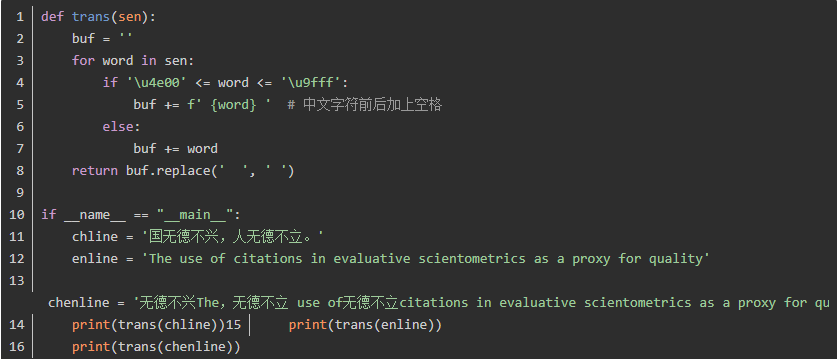 1 def trans(sen):
2     buf = ''
3     for word in sen:
4         if '\u4e00' <= word <= '\u9fff':
5             buf += f' {word} '  # 中文字符前后加上空格
6         else:
7             buf += word
8     return buf.replace('  ', ' ')
9
10 if __name__ == "__main__":
11     chline = '国无德不兴，人无德不立。'
12     enline = 'The use of citations in evaluative scientometrics as a proxy for quality'
13
chenline = '无德不兴The，无德不立 use of无德不立citations in evaluative scientometrics as a proxy for qu
14     print(trans(chline))15     print(trans(enline))
16     print(trans(chenline))